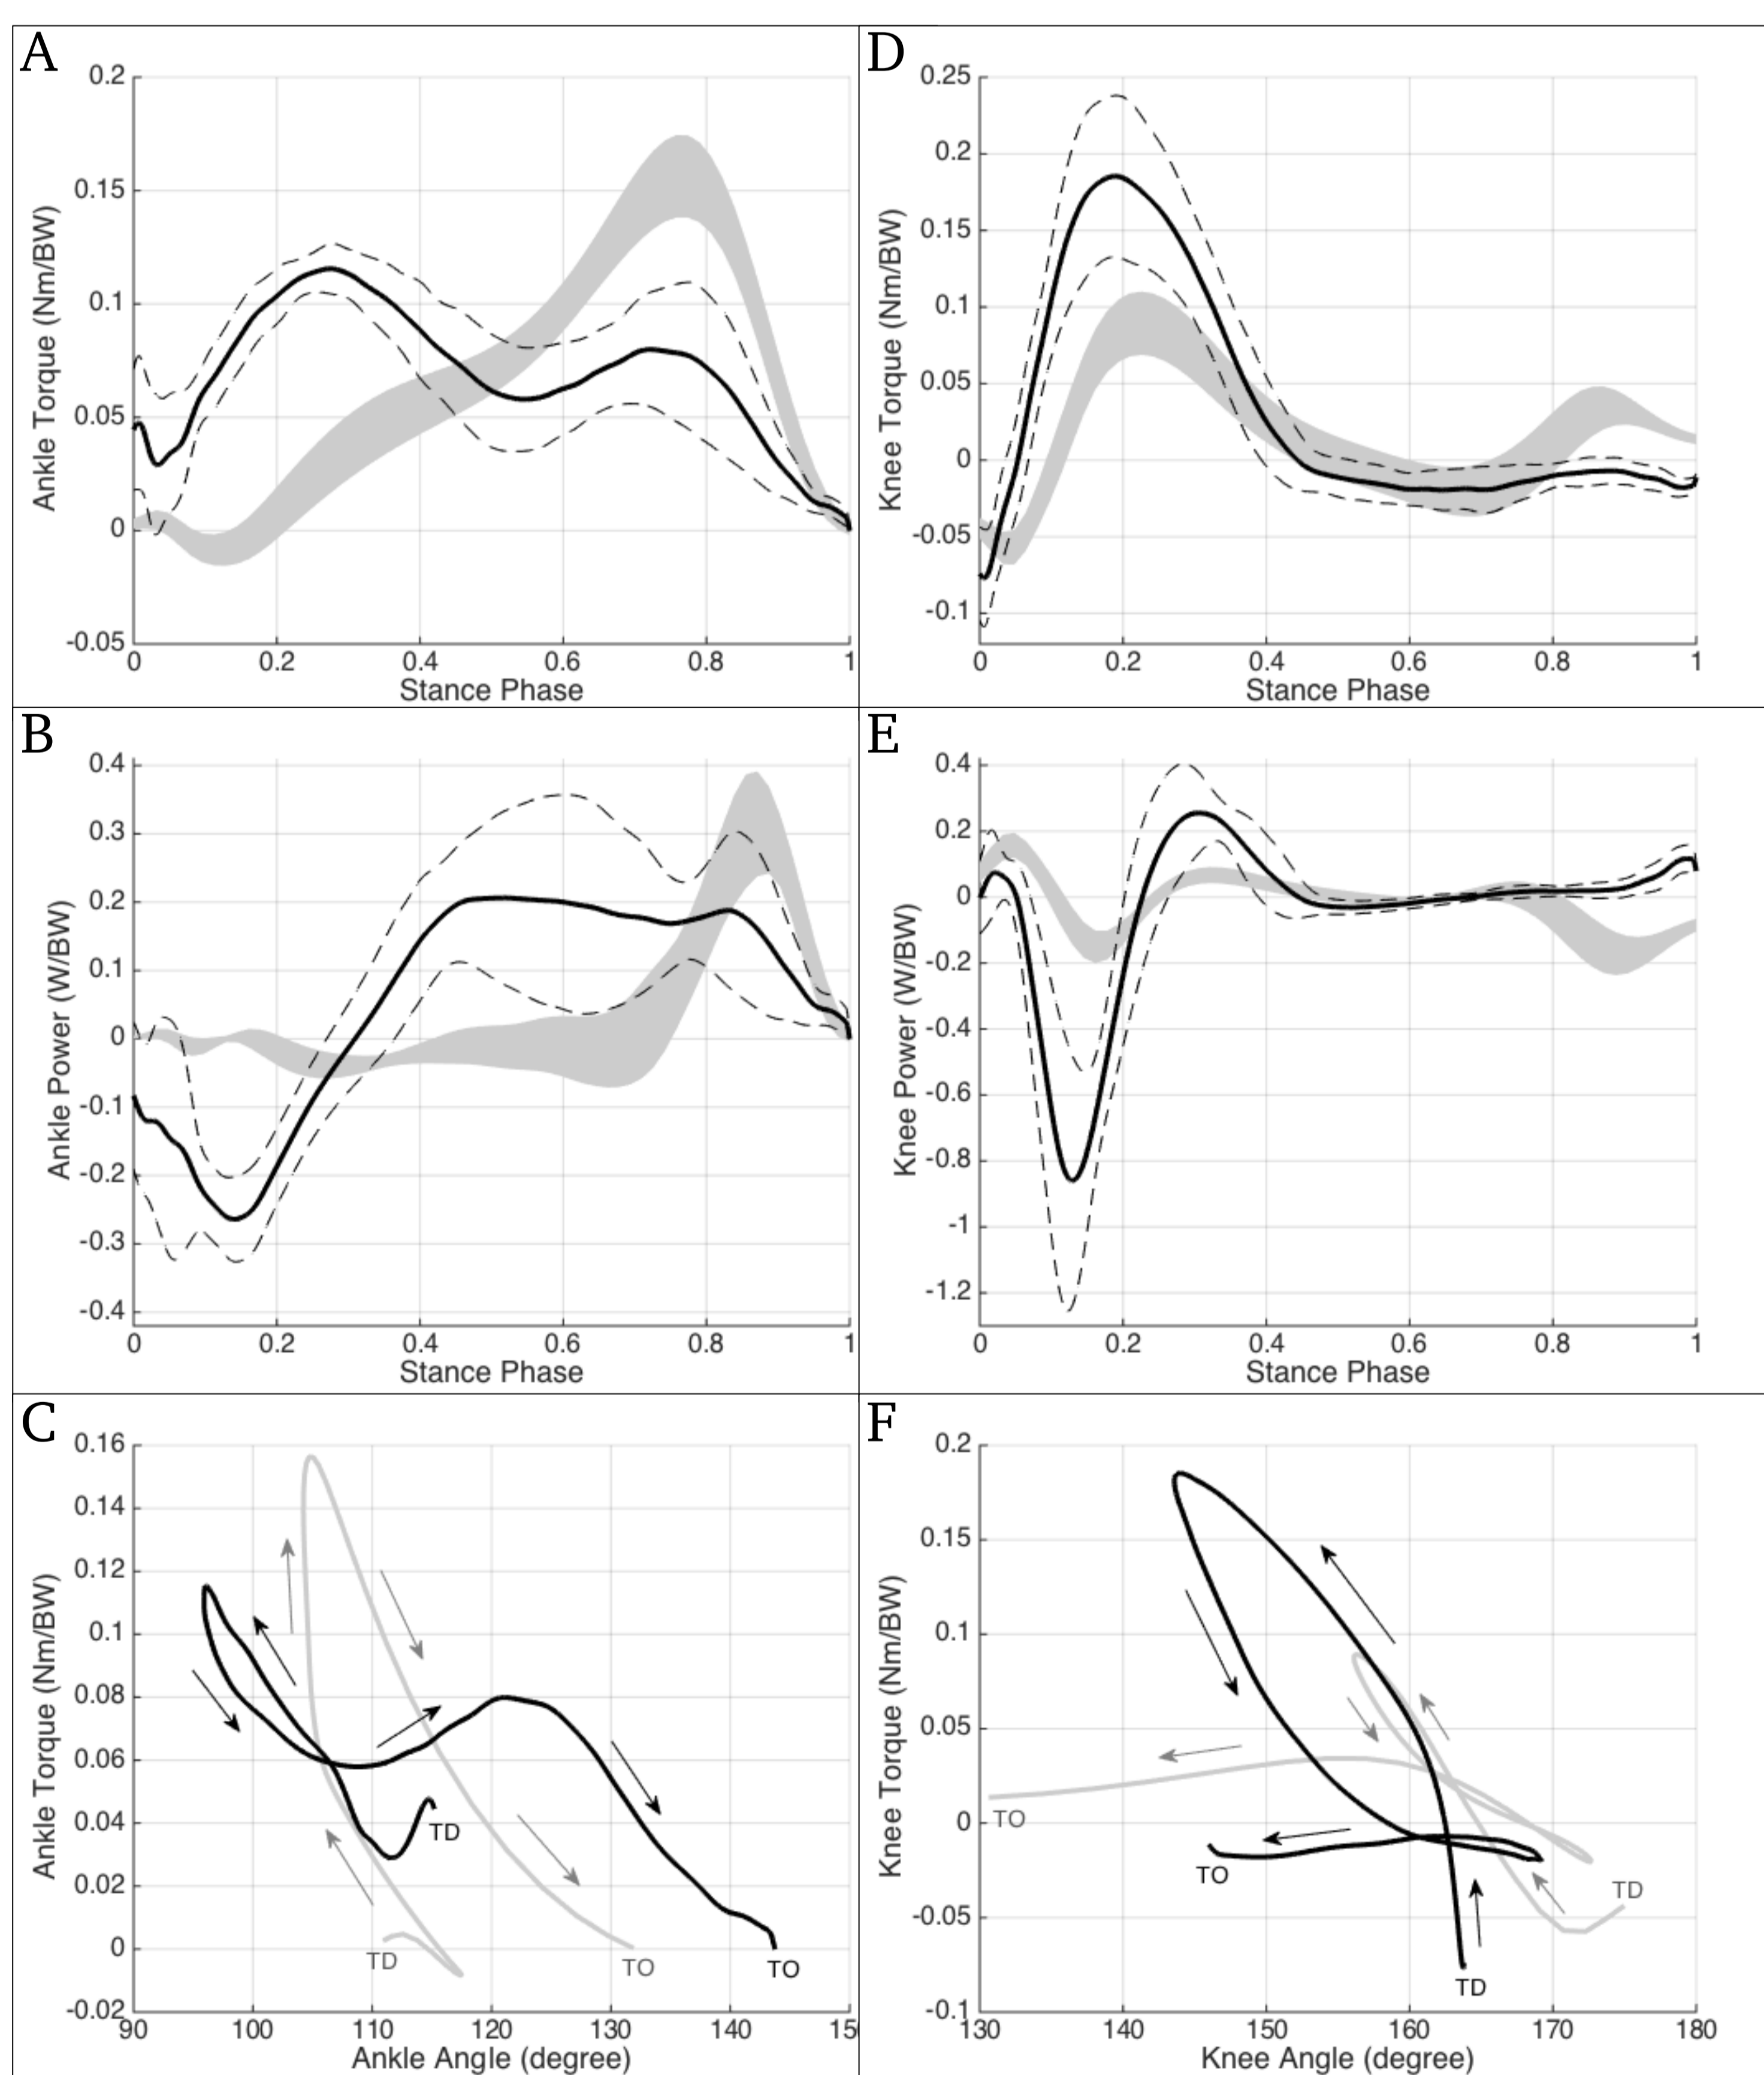 A
0.2
0.15
0.1
0.05
0
-0.05
Ankle Torque (Nm/BW)
0 0.2 0.4 0.6 0.8 1
Stance Phase
D
0.25
0.2
0.15
0.1
0.05
0
-0.05
-0.1
Knee Torque (Nm/BW)
0 0.2 0.4 0.6 0.8 1
Stance Phase
B
0.4
0.3
0.2
0.1
0
-0.1
-0.2
-0.3
-0.4
Ankle Power (W/BW)
0 0.2 0.4 0.6 0.8 1
Stance Phase
E
0.4
0.2
0
-0.2
-0.4
-0.6
-0.8
-1
-1.2
Knee Power (W/BW)
0 0.2 0.4 0.6 0.8 1
Stance Phase
C
0.16
0.14
0.12
0.1
0.08
0.06
0.04
0.02
0
-0.02
Ankle Torque (Nm/BW)
TD
TD
TO
TO
90 100 110 120 130 140 15
Ankle Angle (degree)
F
0.2
0.15
0.1
0.05
0
-0.05
-0.1
Knee Torque (Nm/BW)
TO
TO
TD
TD
130 140 150 160 170 180
Knee Angle (degree)